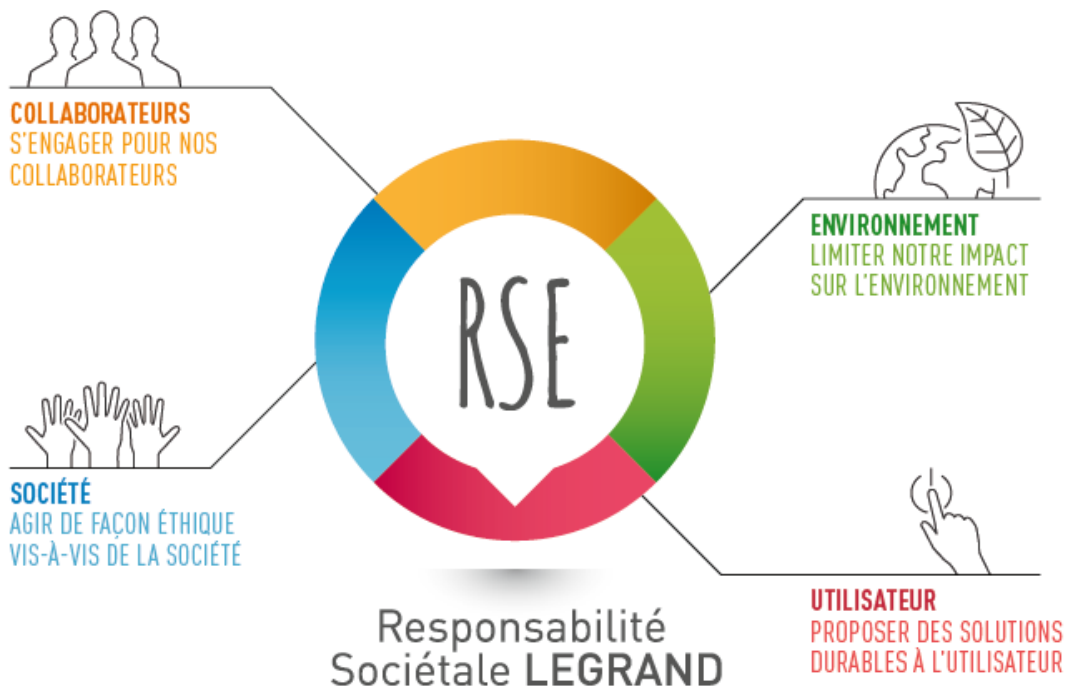 COLLABORATEURS
S'ENGAGER POUR NOS
COLLABORATEURS
ENVIRONNEMENT
LIMITER NOTRE IMPACT
SUR L'ENVIRONNEMENT
RSE
SOCIÉTÉ
AGIR DE FAÇON ÉTHIQUE
VIS-À-VIS DE LA SOCIÉTÉ
UTILISATEUR
PROPOSER DES SOLUTIONS
DURABLES À L'UTILISATEUR
Responsabilité
Sociétale LEGRAND